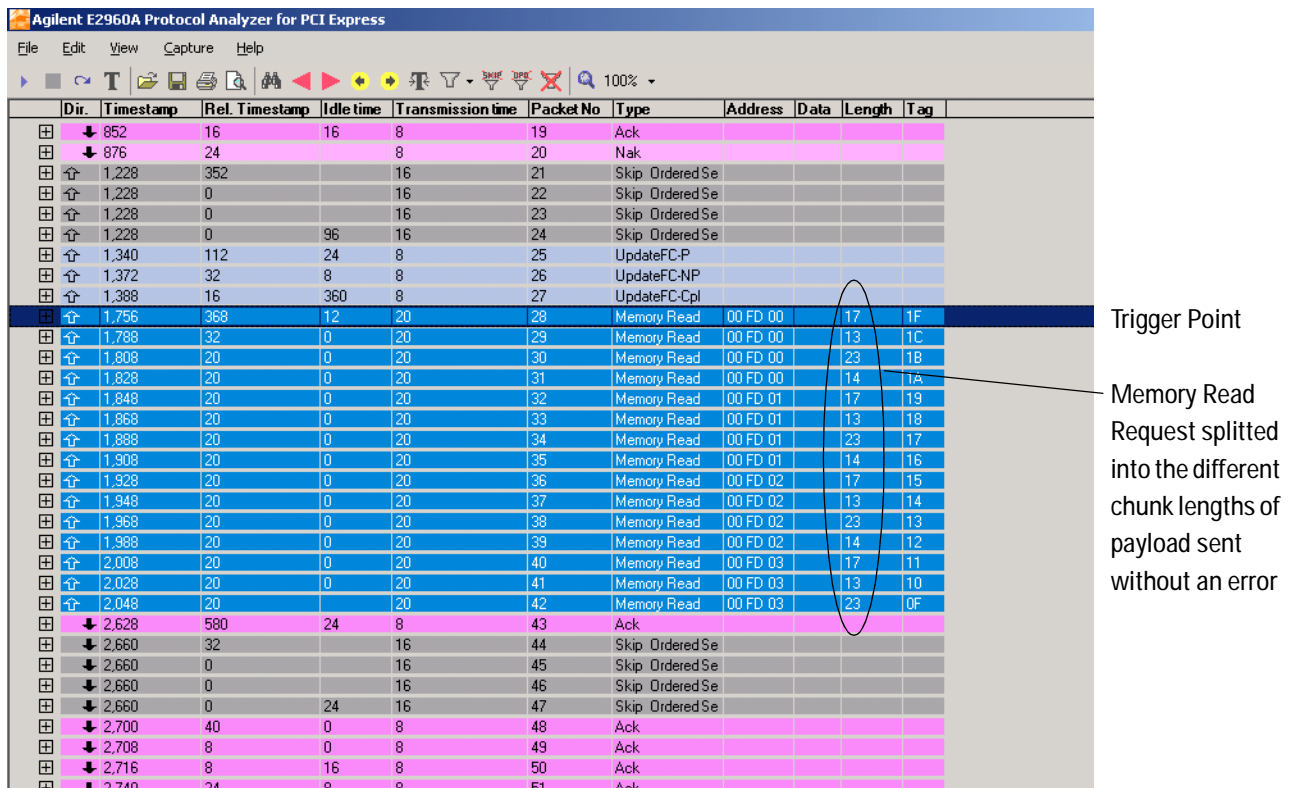 Agilent E2960A Protocol Analyzer for PCI Express
File Edit View Capture Help
T SKIP 100%
Dir. Timestamp Rel. Timestamp Idle time Transmission time Packet No Type Address Data Length Tag
852 16 16 8 19 Ack
876 24 8 20 Nak
1,228 352 16 21 Skip Ordered Se
1,228 0 16 22 Skip Ordered Se
1,228 0 16 23 Skip Ordered Se
1,228 0 96 16 24 Skip Ordered Se
1,340 112 24 8 25 UpdateFC-P
1,372 32 8 8 26 UpdateFC-NP
1,388 16 360 8 27 UpdateFC-Cpl
1,756 368 12 20 28 Memory Read 00 FD 00 17 1F
1,788 32 0 20 29 Memory Read 00 FD 00 13 1C
1,808 20 0 20 30 Memory Read 00 FD 00 23 1B
1,828 20 0 20 31 Memory Read 00 FD 00 14 1A
1,848 20 0 20 32 Memory Read 00 FD 01 17 19
1,868 20 0 20 33 Memory Read 00 FD 01 13 18
1,888 20 0 20 34 Memory Read 00 FD 01 23 17
1,908 20 0 20 35 Memory Read 00 FD 01 14 16
1,928 20 0 20 36 Memory Read 00 FD 02 17 15
1,948 20 0 20 37 Memory Read 00 FD 02 13 14
1,968 20 0 20 38 Memory Read 00 FD 02 23 13
1,988 20 0 20 39 Memory Read 00 FD 02 14 12
2,008 20 0 20 40 Memory Read 00 FD 03 17 11
2,028 20 0 20 41 Memory Read 00 FD 03 13 10
2,048 20 20 42 Memory Read 00 FD 03 23 0F
2,628 580 24 8 43 Ack
2,660 32 16 44 Skip Ordered Se
2,660 0 16 45 Skip Ordered Se
2,660 0 16 46 Skip Ordered Se
2,660 0 24 16 47 Skip Ordered Se
2,700 40 0 8 48 Ack
2,708 8 0 8 49 Ack
2,716 8 16 8 50 Ack
Trigger Point
Memory Read
Request splitted
into the different
chunk lengths of
payload sent
without an error